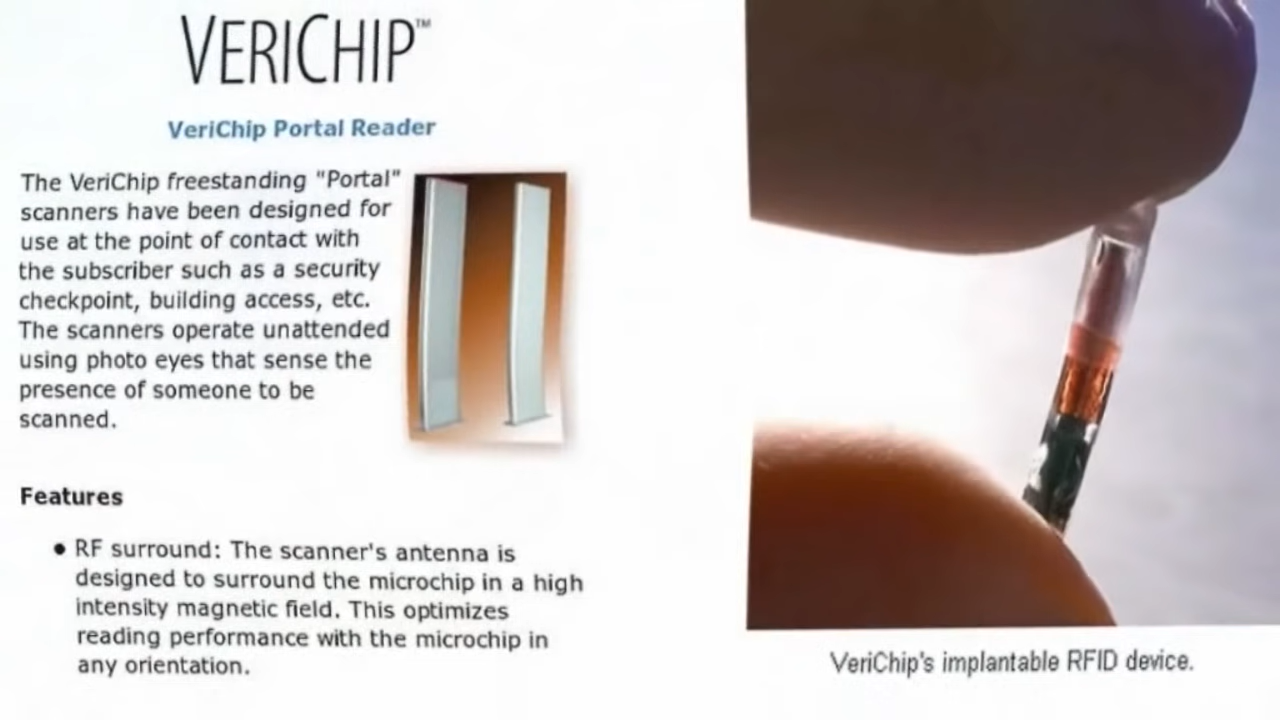 VERICHIP™
VeriChip Portal Reader
The VeriChip freestanding "Portal"
scanners have been designed for
use at the point of contact with
the subscriber such as a security
checkpoint, building access, etc.
The scanners operate unattended
using photo eyes that sense the
presence of someone to be
scanned.
Features
● RF surround: The scanner's antenna is
designed to surround the microchip in a high
intensity magnetic field. This optimizes
reading performance with the microchip in
any orientation.
VeriChip's implantable RFID device.